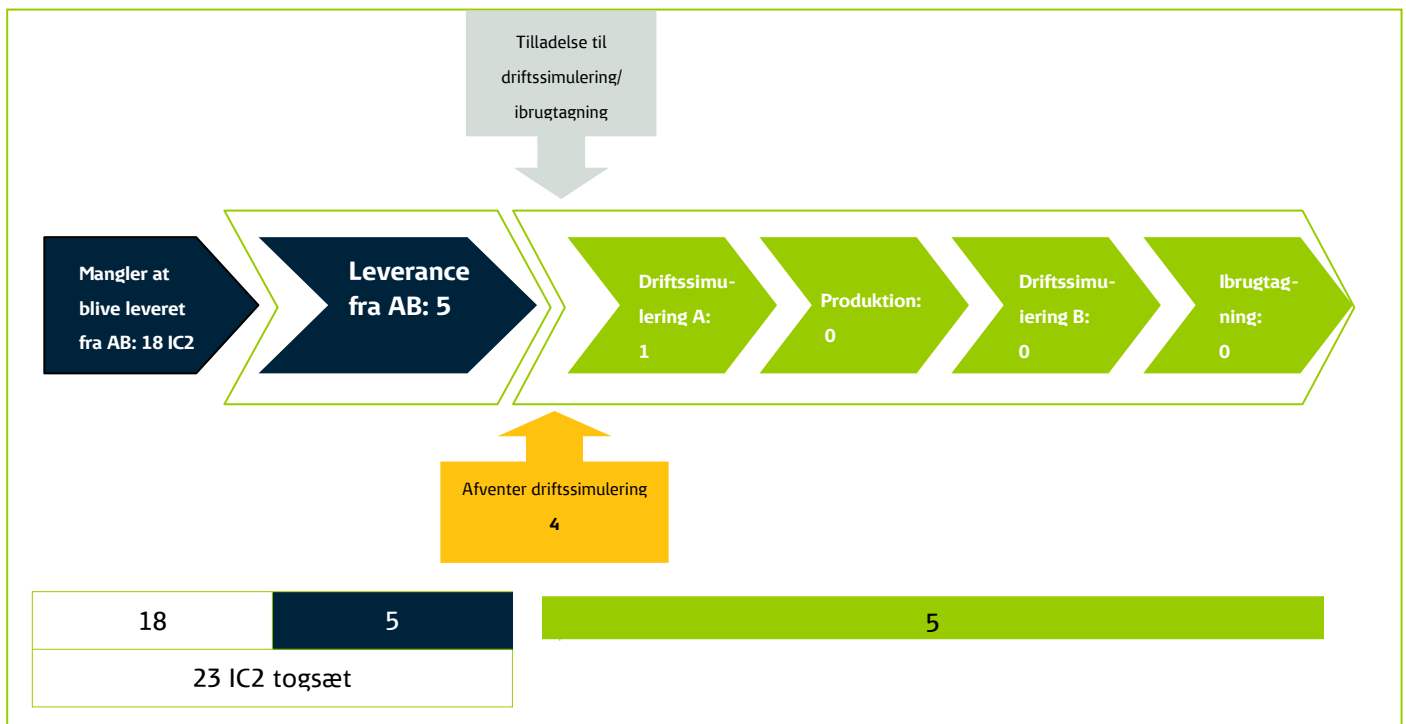 Tilladelse til
driftssimulering/
ibrugtagning
Mangler at
blive leveret
fra AB: 18 IC2
Leverance
fra AB: 5
Driftssimu-
lering A:
1
Produktion:
0
Driftssimu-
iering B:
0
Ibrugtag-
ning:
0
Afventer driftssimulering
4
18
5
5
23 IC2 togsæt